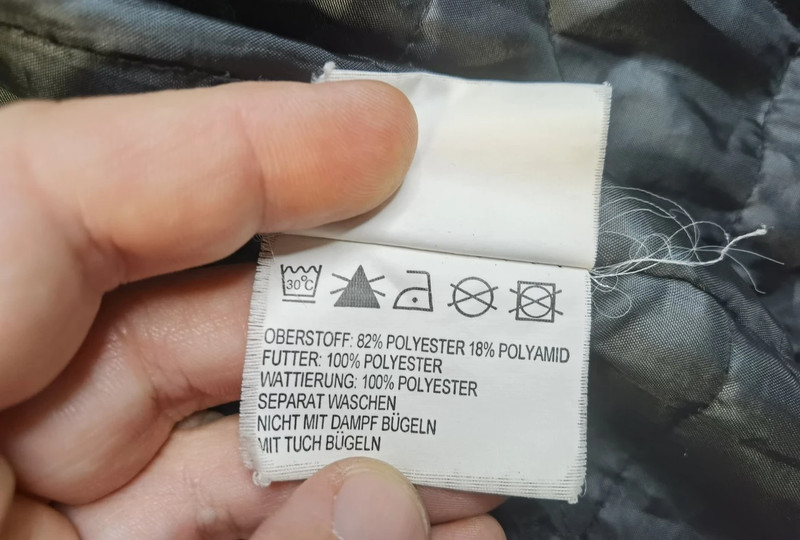 30°C
OBERSTOFF: 82% POLYESTER 18% POLYAMID
FUTTER: 100% POLYESTER
WATTIERUNG: 100% POLYESTER
SEPARAT WASCHEN
NICHT MIT DAMPF BÜGELN
MIT TUCH BÜGELN